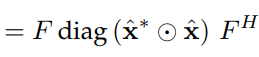 = F diag (x̂* ⊙ x̂) F^H